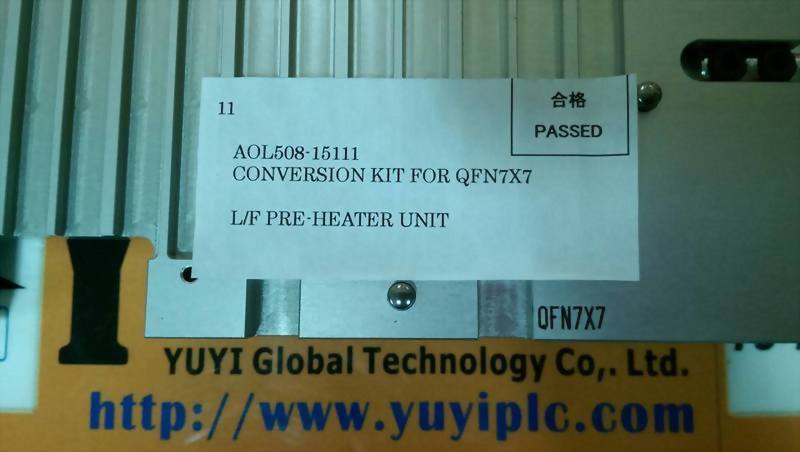 11
合格
PASSED
AOL508-15111
CONVERSION KIT FOR QFN7X7
L/F PRE-HEATER UNIT
QFN7X7
YUYI Global Technology Co,. Ltd.
http://www.yuyiplc.com